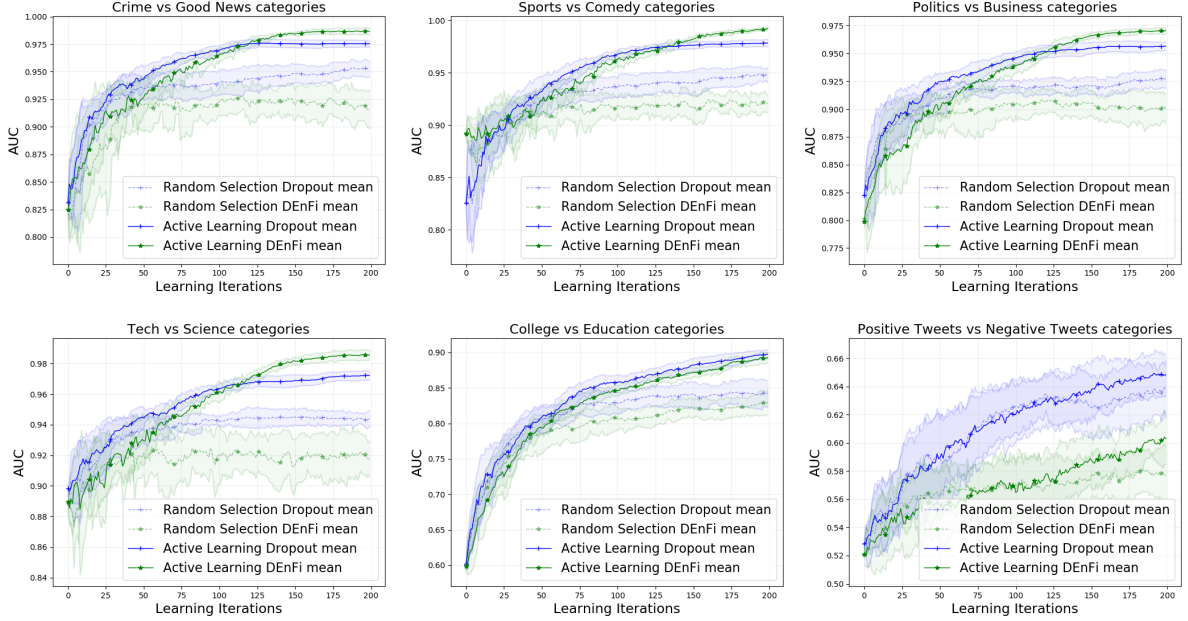 Crime vs Good News categories
1.000
0.975
0.950
0.925
0.900
0.875
0.850
0.825
0.800
AUC
Random Selection Dropout mean
Random Selection DEnFi mean
Active Learning Dropout mean
Active Learning DEnFi mean
0 25 50 75 100 125 150 175 200
Learning Iterations
Sports vs Comedy categories
1.00
0.95
0.90
0.85
0.80
AUC
Random Selection Dropout mean
Random Selection DEnFi mean
Active Learning Dropout mean
Active Learning DEnFi mean
0 25 50 75 100 125 150 175 200
Learning Iterations
Politics vs Business categories
0.975
0.950
0.925
0.900
0.875
0.850
0.825
0.800
0.775
AUC
Random Selection Dropout mean
Random Selection DEnFi mean
Active Learning Dropout mean
Active Learning DEnFi mean
0 25 50 75 100 125 150 175 200
Learning Iterations
Tech vs Science categories
0.98
0.96
0.94
0.92
0.90
0.88
0.86
0.84
AUC
Random Selection Dropout mean
Random Selection DEnFi mean
Active Learning Dropout mean
Active Learning DEnFi mean
0 25 50 75 100 125 150 175 200
Learning Iterations
College vs Education categories
0.90
0.85
0.80
0.75
0.70
0.65
0.60
AUC
Random Selection Dropout mean
Random Selection DEnFi mean
Active Learning Dropout mean
Active Learning DEnFi mean
0 25 50 75 100 125 150 175 200
Learning Iterations
Positive Tweets vs Negative Tweets categories
0.66
0.64
0.62
0.60
0.58
0.56
0.54
0.52
0.50
AUC
Random Selection Dropout mean
Random Selection DEnFi mean
Active Learning Dropout mean
Active Learning DEnFi mean
0 25 50 75 100 125 150 175 200
Learning Iterations